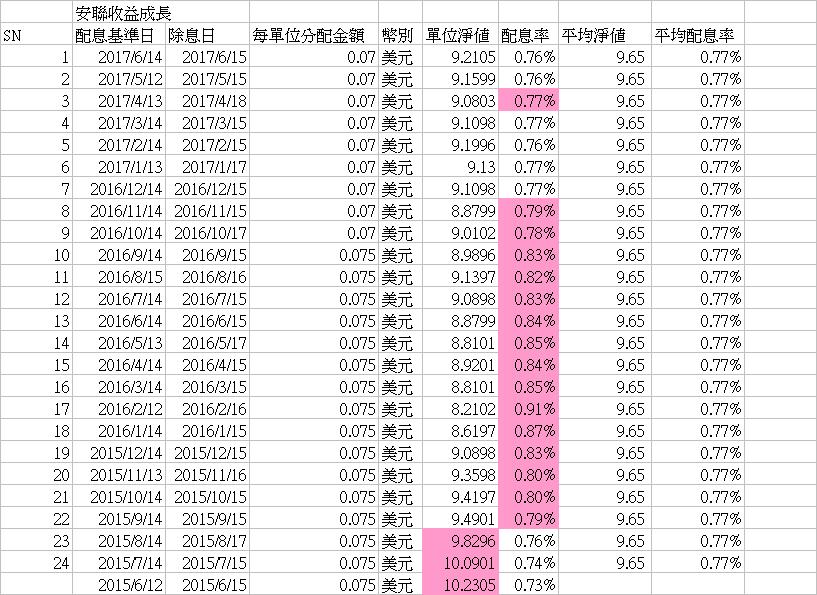 安聯收益成長
SN 配息基準日 除息日 每單位分配金額 幣別 單位淨值 配息率 平均淨值 平均配息率
1 2017/6/14 2017/6/15 0.07 美元 9.2105 0.76% 9.65 0.77%
2 2017/5/12 2017/5/15 0.07 美元 9.1599 0.76% 9.65 0.77%
3 2017/4/13 2017/4/18 0.07 美元 9.0803 0.77% 9.65 0.77%
4 2017/3/14 2017/3/15 0.07 美元 9.1098 0.77% 9.65 0.77%
5 2017/2/14 2017/2/15 0.07 美元 9.1996 0.76% 9.65 0.77%
6 2017/1/13 2017/1/17 0.07 美元 9.13 0.77% 9.65 0.77%
7 2016/12/14 2016/12/15 0.07 美元 9.1098 0.77% 9.65 0.77%
8 2016/11/14 2016/11/15 0.07 美元 8.8799 0.79% 9.65 0.77%
9 2016/10/14 2016/10/17 0.07 美元 9.0102 0.78% 9.65 0.77%
10 2016/9/14 2016/9/15 0.075 美元 8.9896 0.83% 9.65 0.77%
11 2016/8/15 2016/8/16 0.075 美元 9.1397 0.82% 9.65 0.77%
12 2016/7/14 2016/7/15 0.075 美元 9.0898 0.83% 9.65 0.77%
13 2016/6/14 2016/6/15 0.075 美元 8.8799 0.84% 9.65 0.77%
14 2016/5/13 2016/5/17 0.075 美元 8.8101 0.85% 9.65 0.77%
15 2016/4/14 2016/4/15 0.075 美元 8.9201 0.84% 9.65 0.77%
16 2016/3/14 2016/3/15 0.075 美元 8.8101 0.85% 9.65 0.77%
17 2016/2/12 2016/2/16 0.075 美元 8.2102 0.91% 9.65 0.77%
18 2016/1/14 2016/1/15 0.075 美元 8.6197 0.87% 9.65 0.77%
19 2015/12/14 2015/12/15 0.075 美元 9.0898 0.83% 9.65 0.77%
20 2015/11/13 2015/11/16 0.075 美元 9.3598 0.80% 9.65 0.77%
21 2015/10/14 2015/10/15 0.075 美元 9.4197 0.80% 9.65 0.77%
22 2015/9/14 2015/9/15 0.075 美元 9.4901 0.79% 9.65 0.77%
23 2015/8/14 2015/8/17 0.075 美元 9.8296 0.76% 9.65 0.77%
24 2015/7/14 2015/7/15 0.075 美元 10.0901 0.74% 9.65 0.77%
2015/6/12 2015/6/15 0.075 美元 10.2305 0.73%